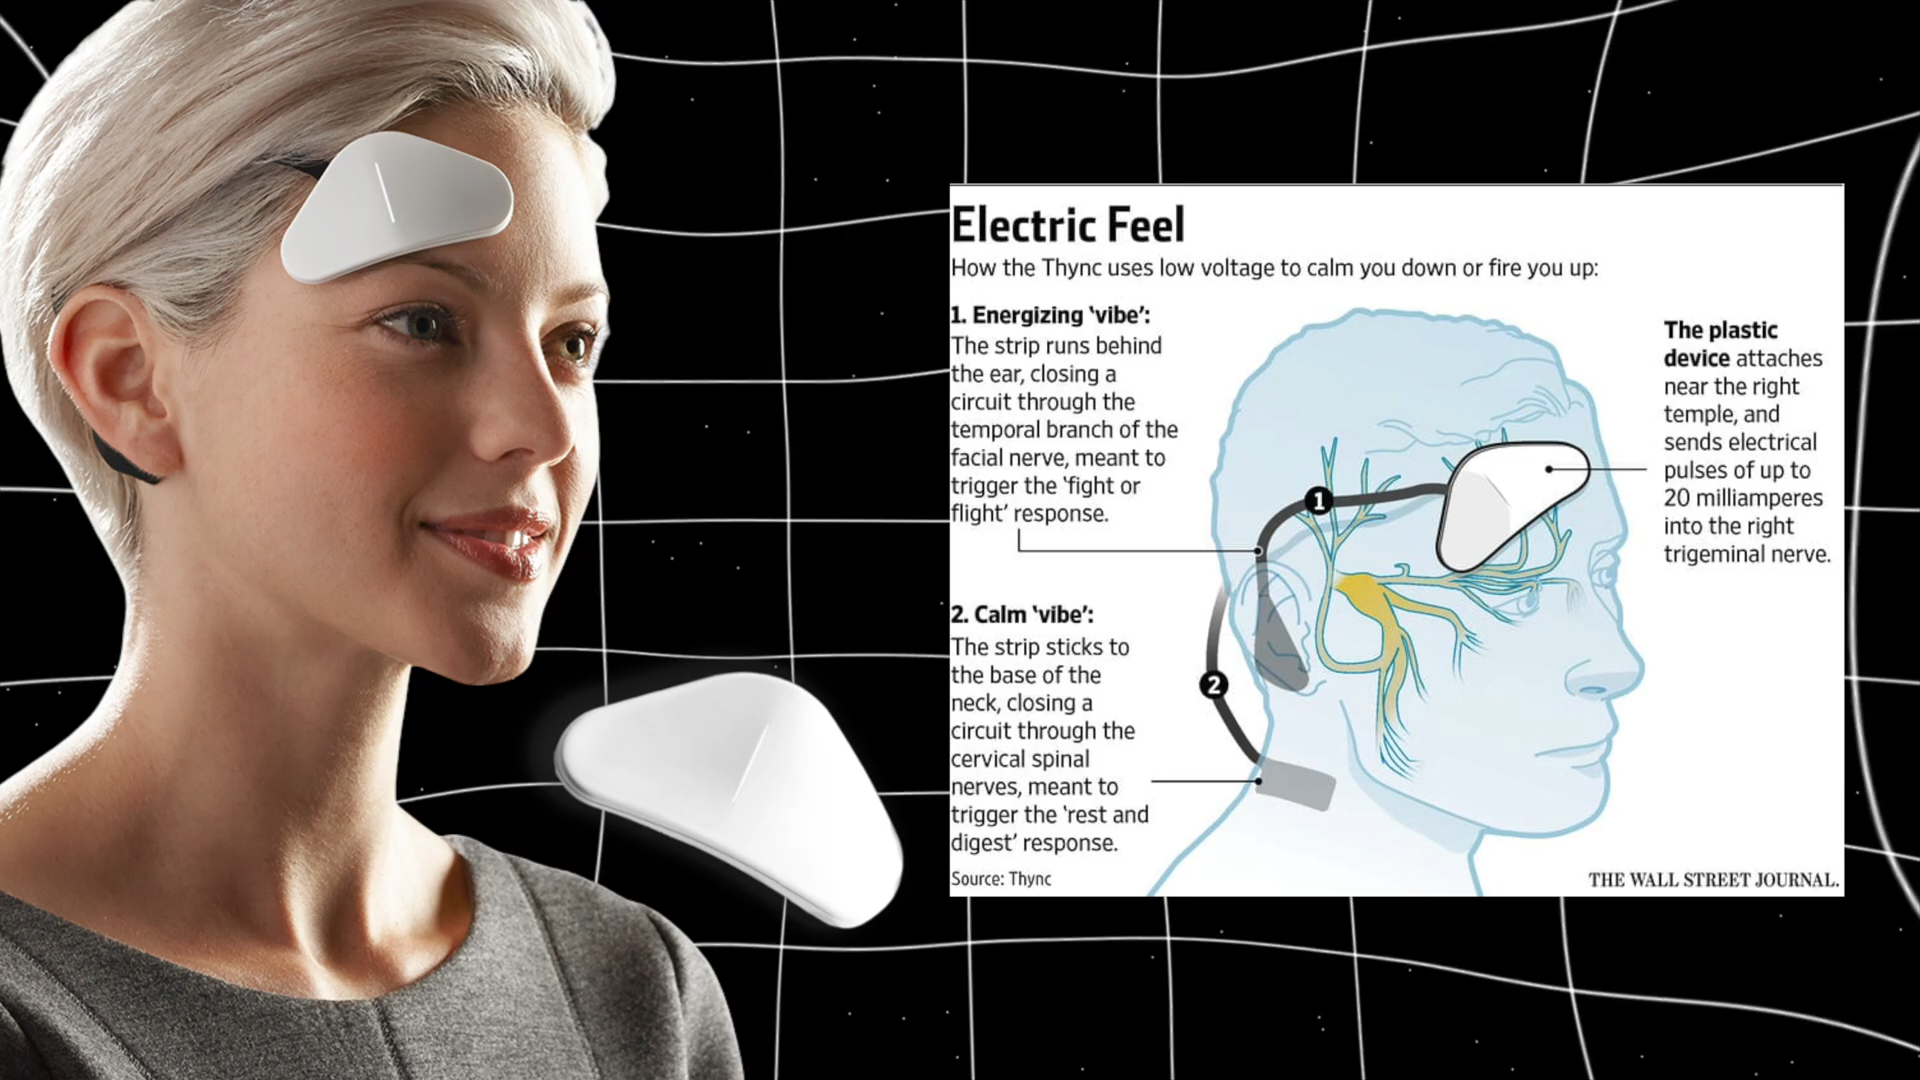 Electric Feel
How the Thync uses low voltage to calm you down or fire you up:
1. Energizing ‘vibe’:
The strip runs behind
the ear, closing a
circuit through the
temporal branch of the
facial nerve, meant to
trigger the ‘fight or
flight’ response.
2. Calm ‘vibe’:
The strip sticks to
the base of the
neck, closing a
circuit through the
cervical spinal
nerves, meant to
trigger the ‘rest and
digest’ response.
1
2
The plastic
device attaches
near the right
temple, and
sends electrical
pulses of up to
20 milliamperes
into the right
trigeminal nerve.
Source: Thync
THE WALL STREET JOURNAL.